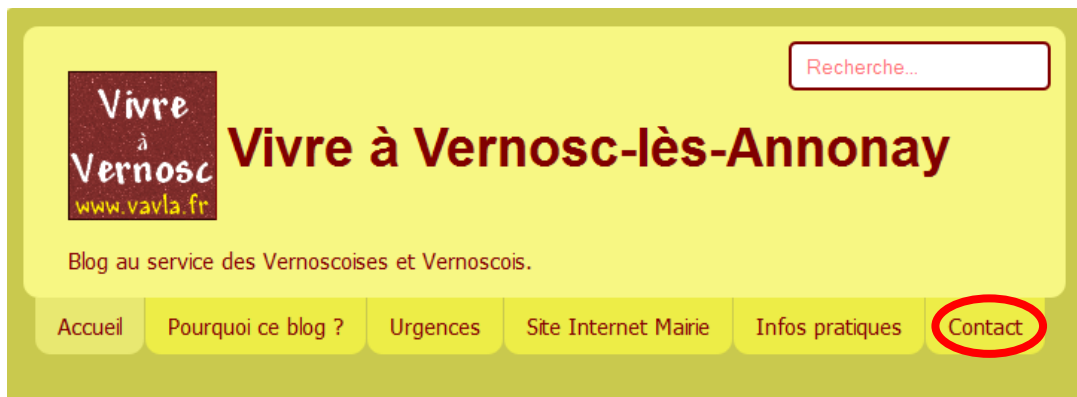 Recherche...
Vivre
à
Vernosc
www.vavla.fr
Vivre à Vernosc-lès-Annonay
Blog au service des Vernoscoises et Vernoscois.
Accueil Pourquoi ce blog ? Urgences Site Internet Mairie Infos pratiques Contact